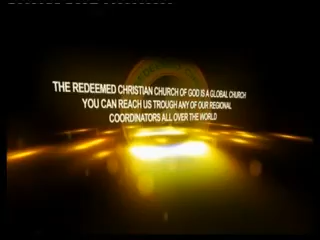 THE REDEEMED CHRISTIAN CHURCH OF GOD IS A GLOBAL CHURCH
YOU CAN REACH US TROUGH ANY OF OUR REGIONAL
COORDINATORS ALL OVER THE WORLD